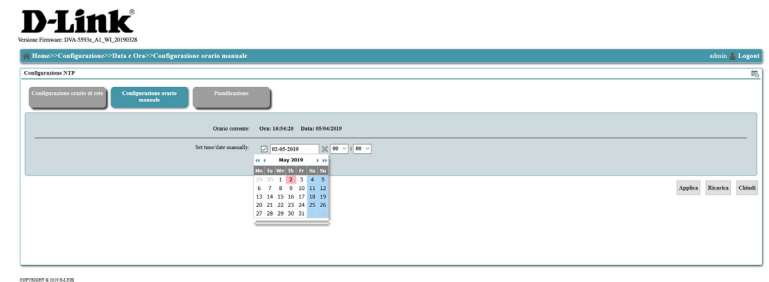 D-Link®
Versione Firmware: DVA-5593x_A1_WI_20190328
Home>>Configurazione>>Data e Ora>>Configurazione orario manuale admin Logout
Configurazione NTP
Configurazione orario di rete Configurazione orario manuale Pianificazione
Orario corrente: Ora: 10:54:20 Data: 05/04/2019
Set time/date manually: 02-05-2019 00 : 00
May 2019
Mo Tu We Th Fr Sa Su
29 30 1 2 3 4 5
6 7 8 9 10 11 12
13 14 15 16 17 18 19
20 21 22 23 24 25 26
27 28 29 30 31
Applica Ricarica Chiudi
COPYRIGHT © 2019 D-LINK